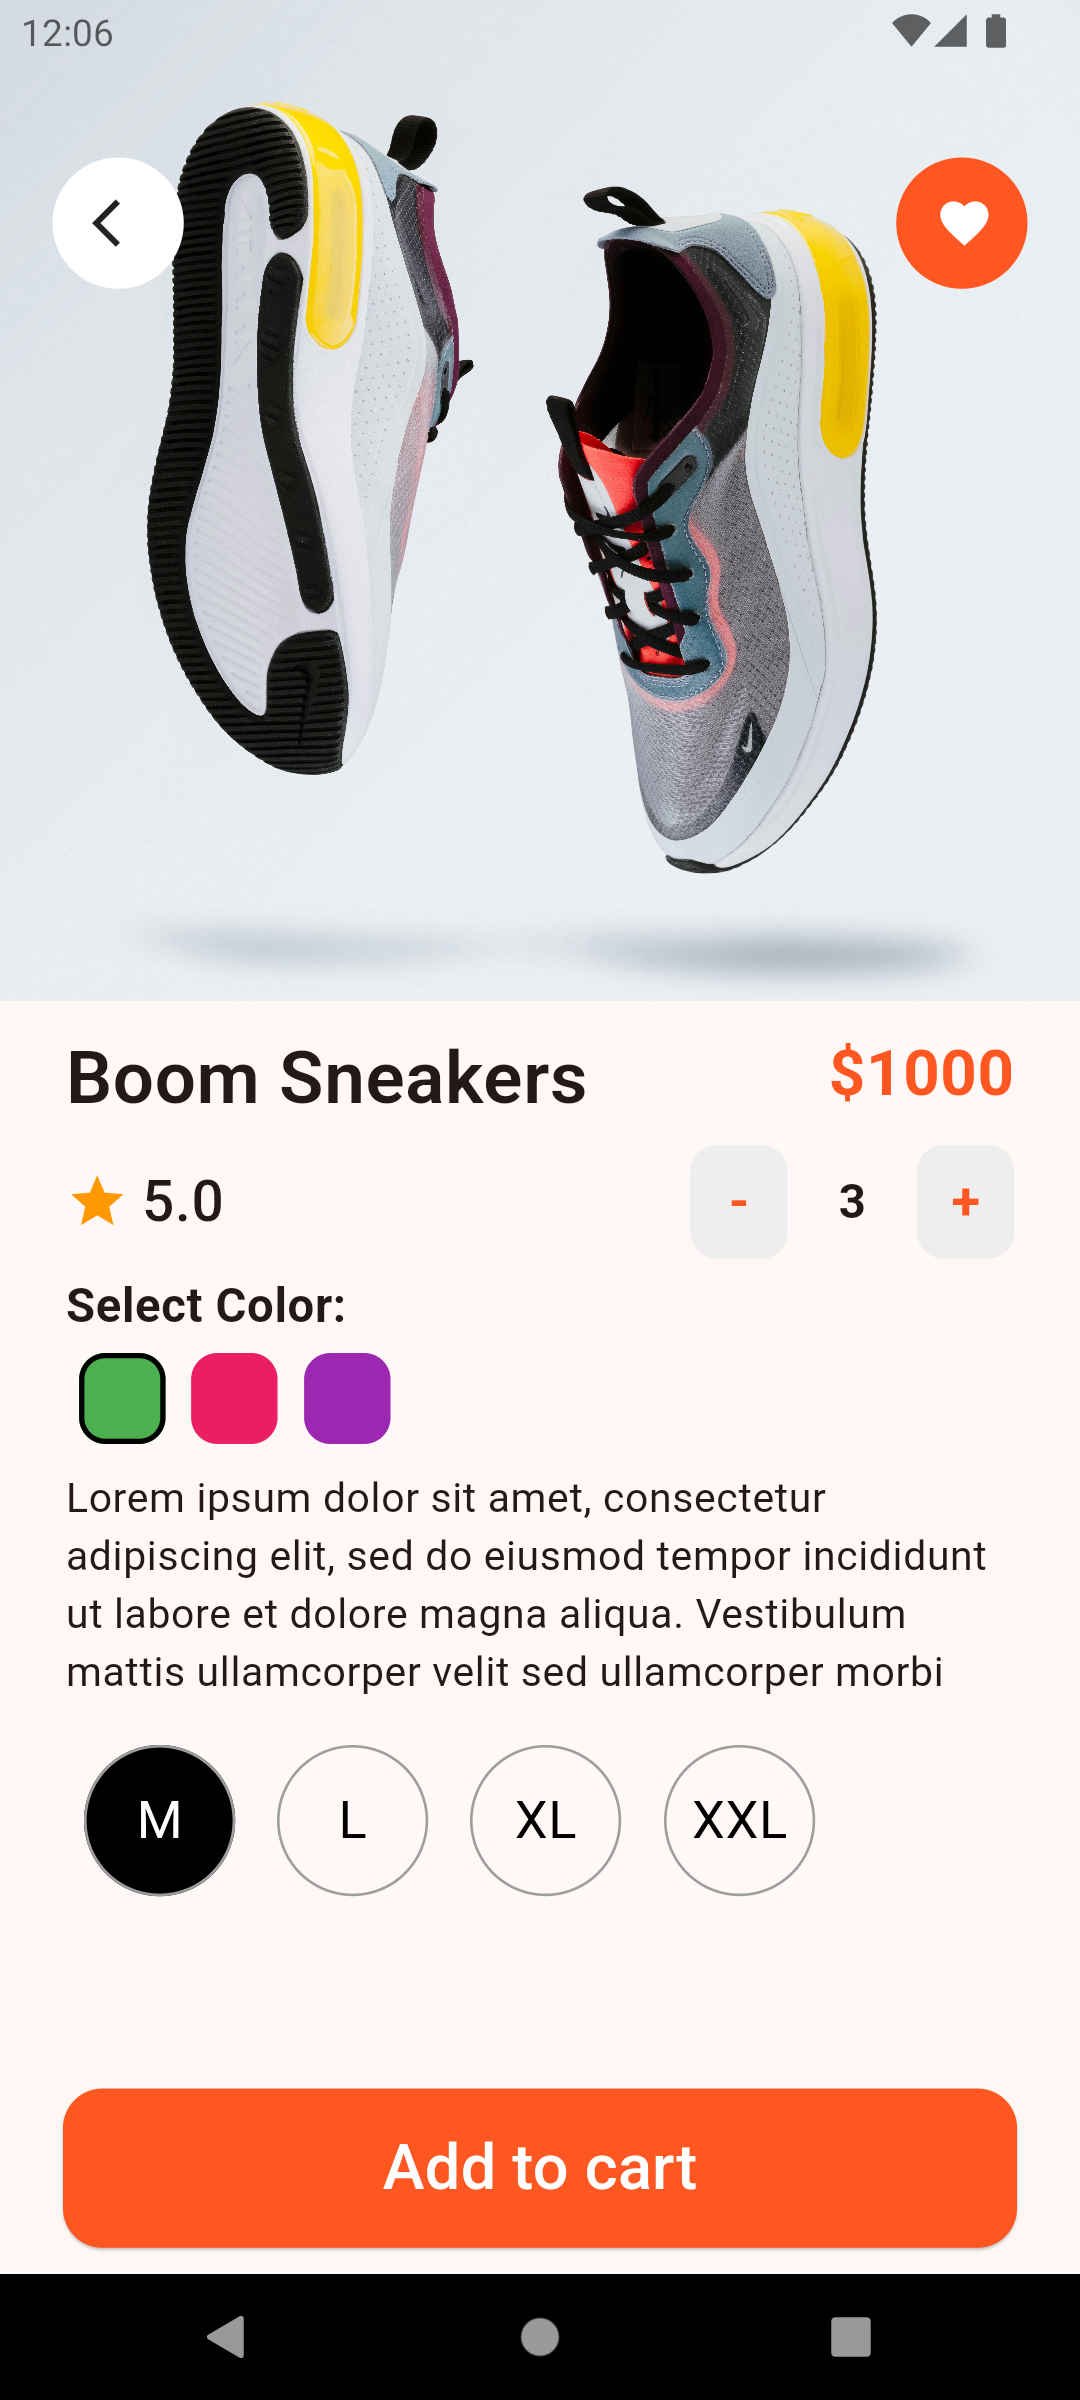 12:06
Boom Sneakers
$1000
5.0
- 3 +
Select Color:
Lorem ipsum dolor sit amet, consectetur
adipiscing elit, sed do eiusmod tempor incididunt
ut labore et dolore magna aliqua. Vestibulum
mattis ullamcorper velit sed ullamcorper morbi
M L XL XXL
Add to cart